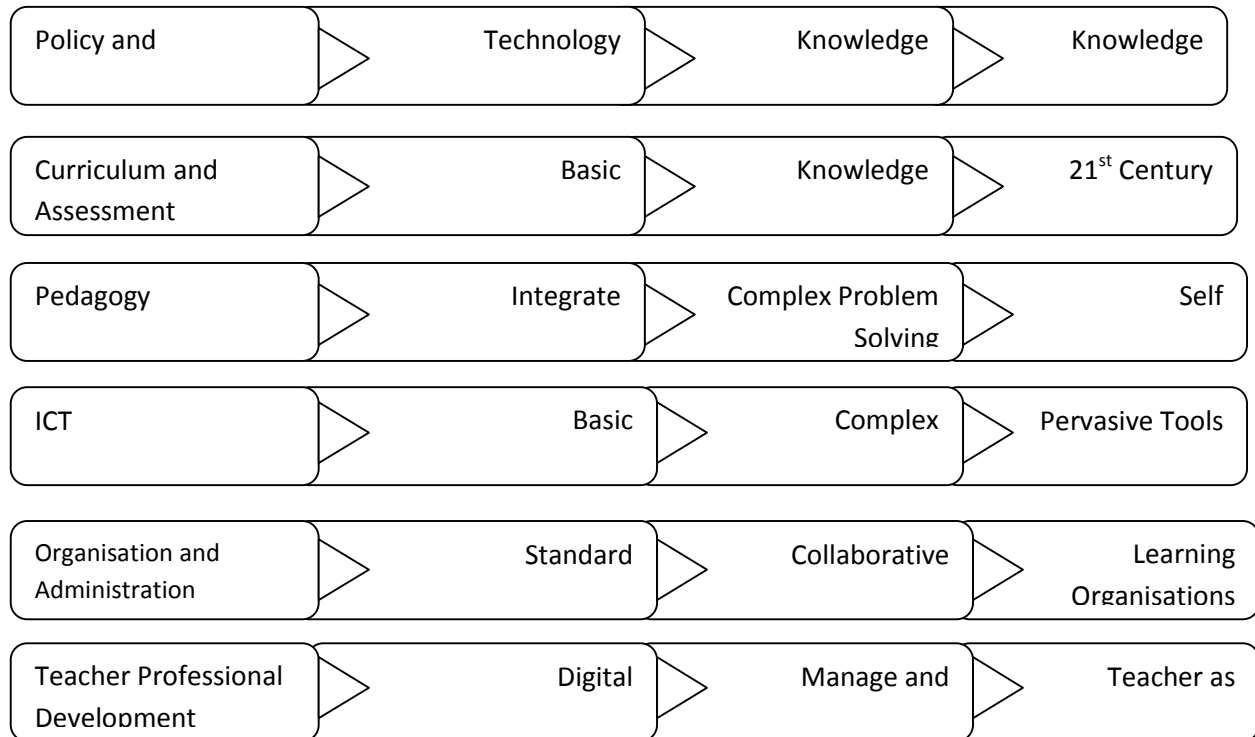 Policy and
Technology
Knowledge
Knowledge
Curriculum and
Assessment
Basic
Knowledge
21st Century
Pedagogy
Integrate
Complex Problem
Solving
Self
ICT
Basic
Complex
Pervasive Tools
Organisation and
Administration
Standard
Collaborative
Learning
Organisations
Teacher Professional
Development
Digital
Manage and
Teacher as